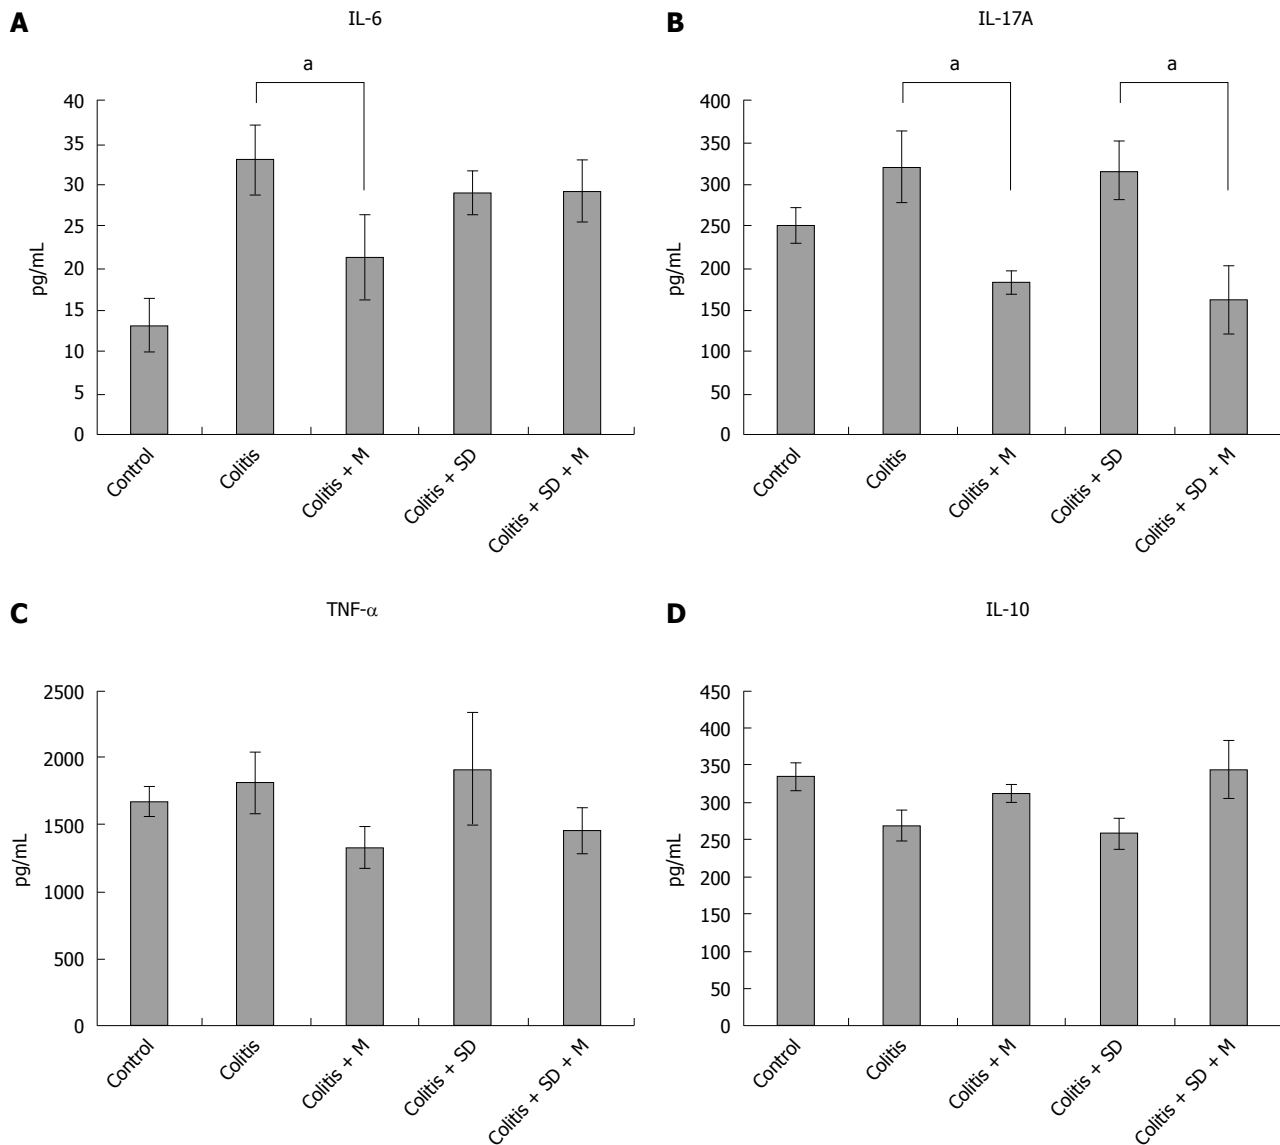 A
IL-6
a
40
35
30
25
20
15
10
5
0
pg/mL
Control
Colitis
Colitis + M
Colitis + SD
Colitis + SD + M
B
IL-17A
a
a
400
350
300
250
200
150
100
50
0
pg/mL
Control
Colitis
Colitis + M
Colitis + SD
Colitis + SD + M
C
TNF-α
2500
2000
1500
1000
500
0
pg/mL
Control
Colitis
Colitis + M
Colitis + SD
Colitis + SD + M
D
IL-10
450
400
350
300
250
200
150
100
50
0
pg/mL
Control
Colitis
Colitis + M
Colitis + SD
Colitis + SD + M